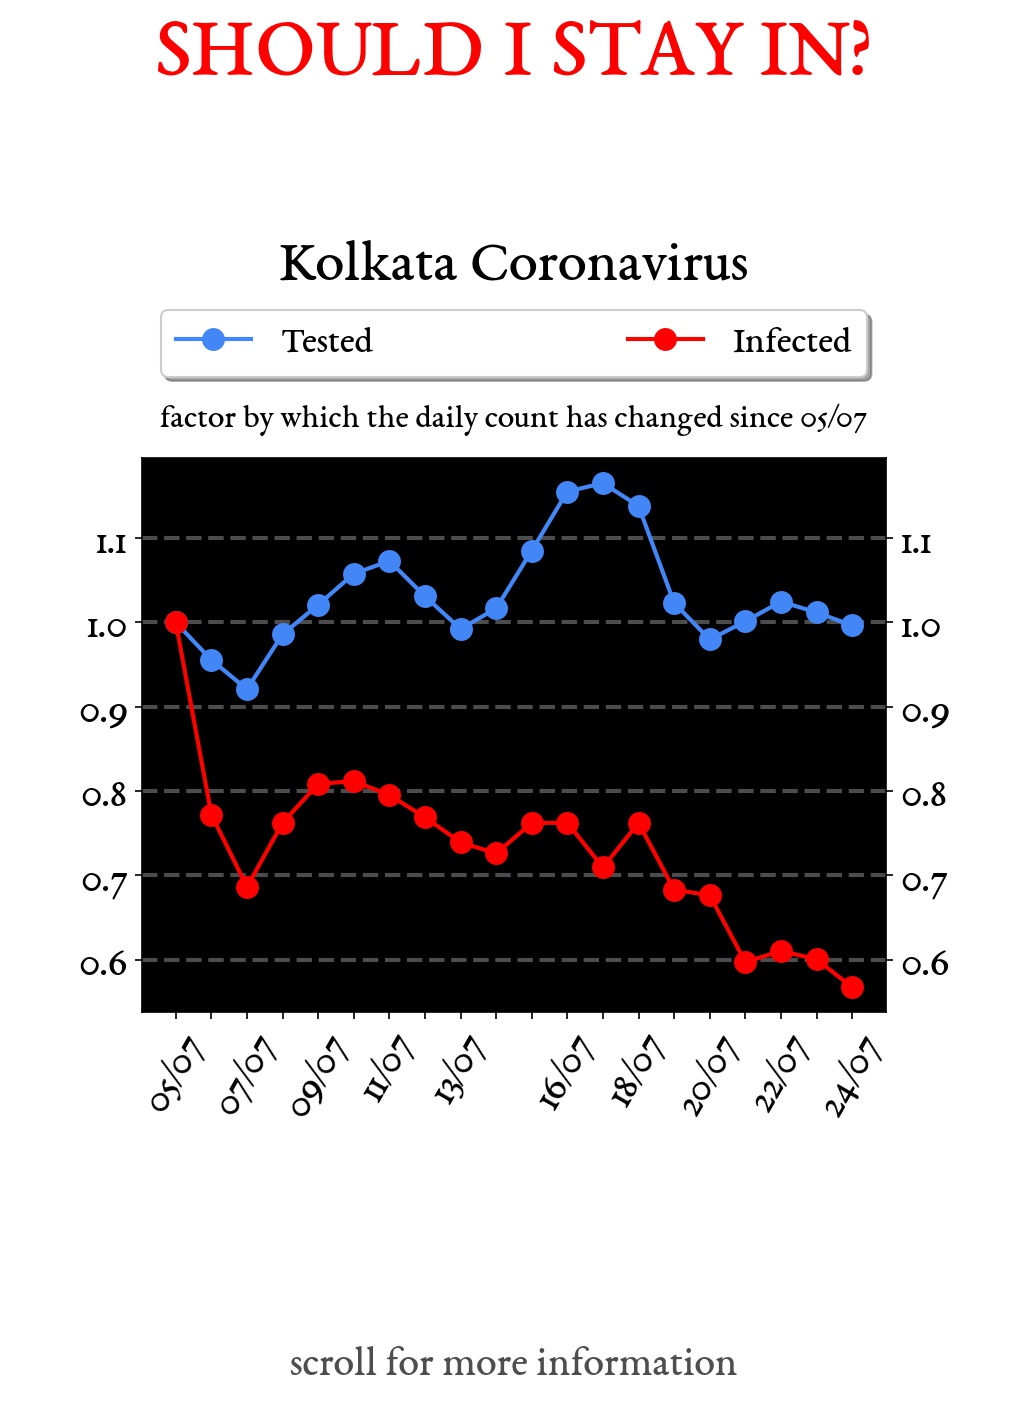 SHOULD I STAY IN?
Kolkata Coronavirus
Tested Infected
factor by which the daily count has changed since 05/07
1.1 1.1
1.0 1.0
0.9 0.9
0.8 0.8
0.7 0.7
0.6 0.6
05/07 07/07 09/07 11/07 13/07 16/07 18/07 20/07 22/07 24/07
scroll for more information